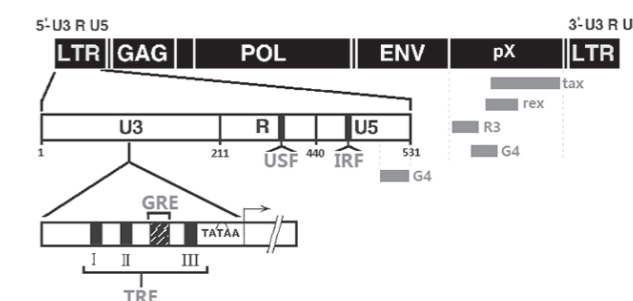 5'-U3 R U5 3'-U3 R U
LTR GAG POL ENV pX LTR
tax
rex
U3 R U5 R3
1 211 USF 440 IRF 531 G4
G4
GRE
TATAA
I II III
TRE